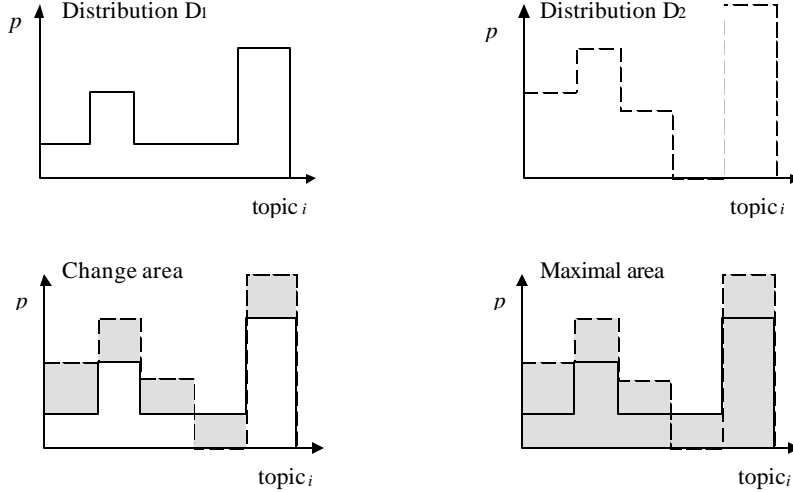 Distribution D1
p
topic i
Distribution D2
p
topic i
Change area
p
topic i
Maximal area
p
topic i